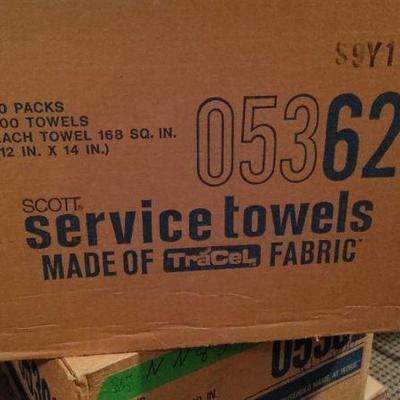 S9Y1
0 PACKS
00 TOWELS
ACH TOWEL 168 SQ. IN.
12 IN. X 14 IN.)
05362
SCOTT®
service towels
MADE OF TraCeL FABRIC